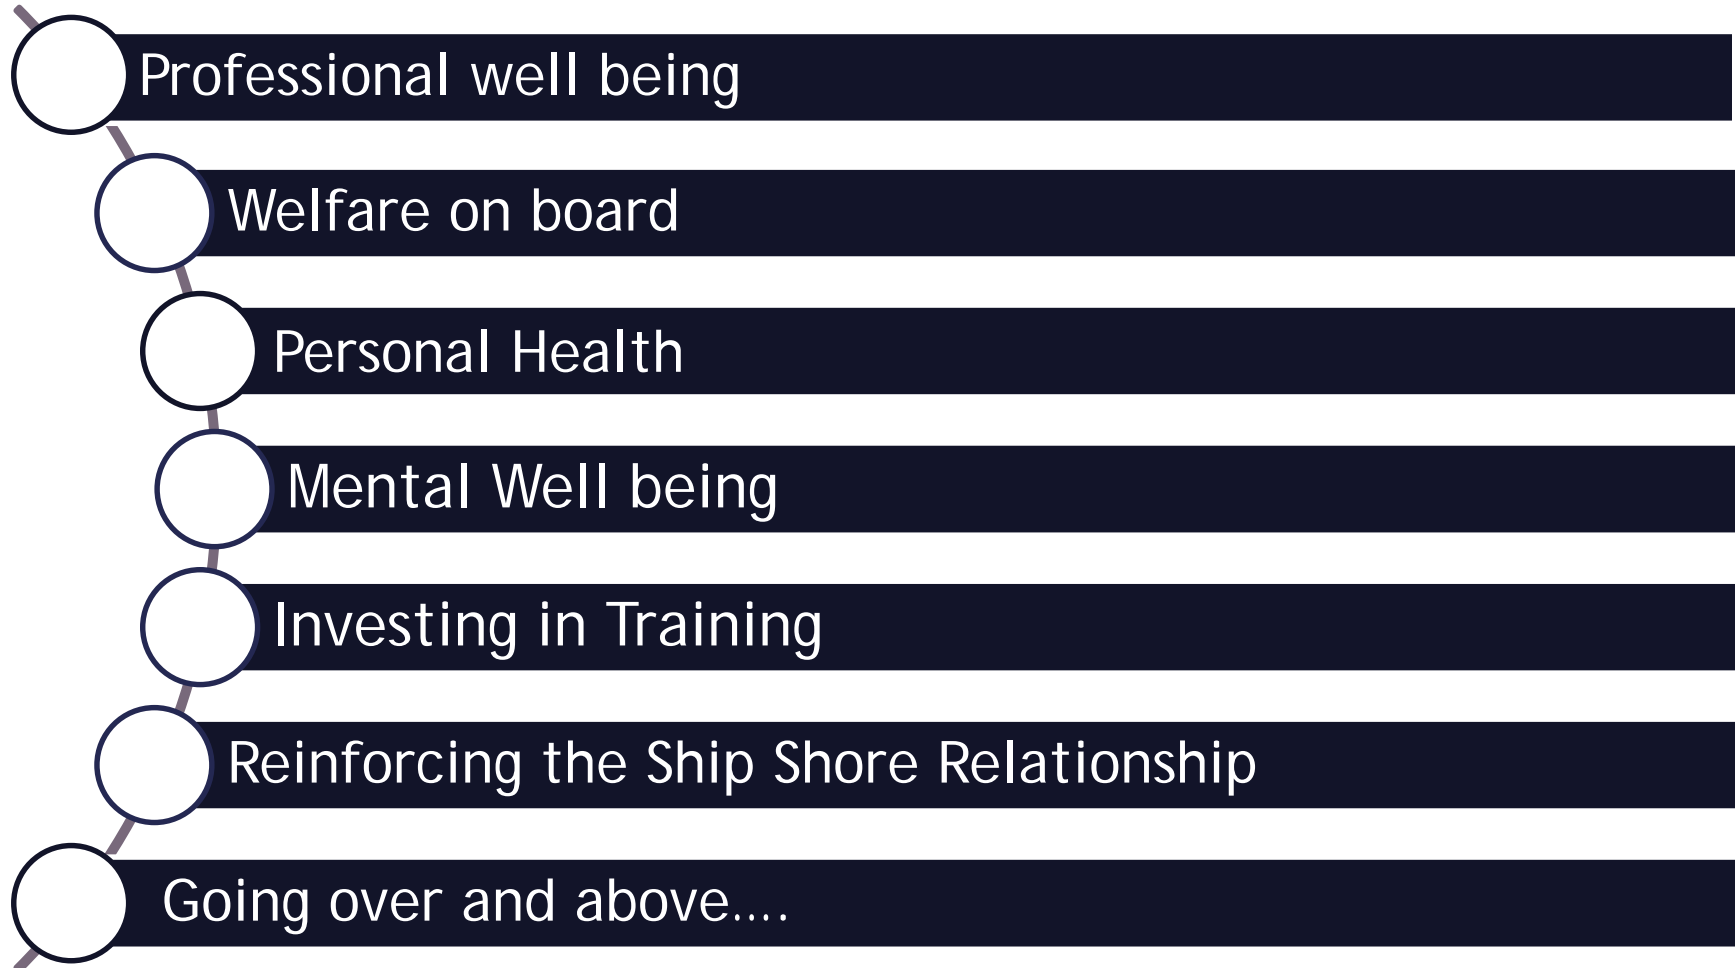 Professional well being
Welfare on board
Personal Health
Mental Well being
Investing in Training
Reinforcing the Ship Shore Relationship
Going over and above....